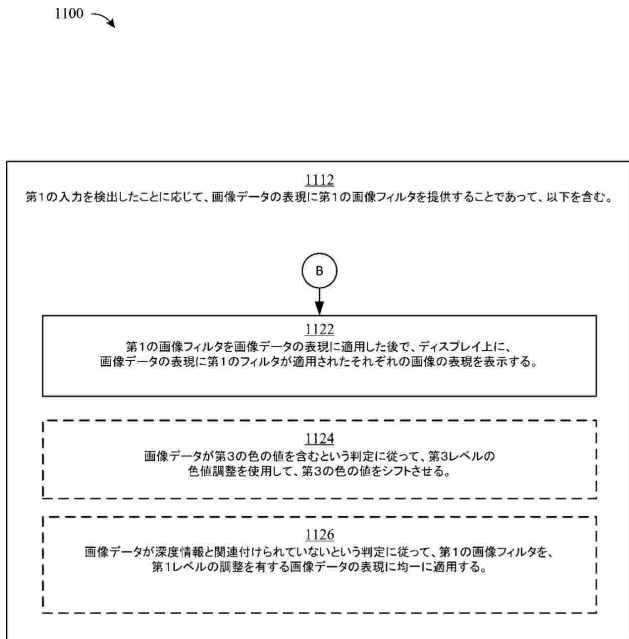 1100
1112
第1の入力を検出したことに応じて、画像データの表現に第1の画像フィルタを提供することであって、以下を含む。
B
1122
第1の画像フィルタを画像データの表現に適用した後で、ディスプレイ上に、
画像データの表現に第1のフィルタが適用されたそれぞれの画像の表現を表示する。
1124
画像データが第3の色の値を含むという判定に従って、第3レベルの
色値調整を使用して、第3の色の値をシフトさせる。
1126
画像データが深度情報と関連付けられていないという判定に従って、第1の画像フィルタを、
第1レベルの調整を有する画像データの表現に均一に適用する。